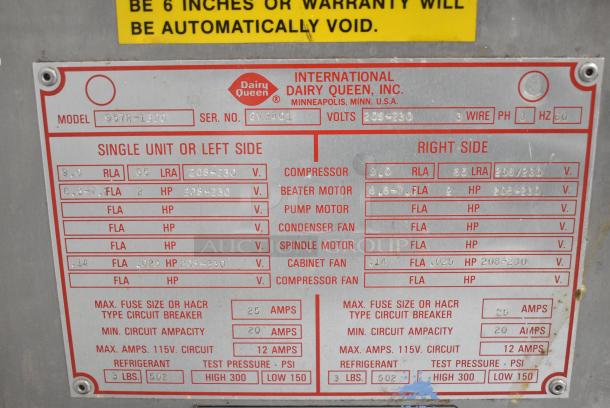 BE 6 INCHES OR WARRANTY WILL
BE AUTOMATICALLY VOID.
Dairy Queen ®
INTERNATIONAL
DAIRY QUEEN, INC.
MINNEAPOLIS, MINN. U.S.A.
MODEL SER. NO. VOLTS 208-230 3 WIRE PH HZ 60
SINGLE UNIT OR LEFT SIDE RIGHT SIDE
RLA LRA 208-230 V. COMPRESSOR RLA LRA 208/230 V.
FLA 2 HP 208-230 V. BEATER MOTOR FLA 2 HP 208-230 V.
FLA HP V. PUMP MOTOR FLA HP V.
FLA HP V. CONDENSER FAN FLA HP V.
FLA HP V. SPINDLE MOTOR FLA HP V.
FLA HP 208-230 V. CABINET FAN FLA HP 208-230 V.
FLA HP V. COMPRESSOR FAN FLA HP V.
MAX. FUSE SIZE OR HACR
TYPE CIRCUIT BREAKER 25 AMPS
MIN. CIRCUIT AMPACITY 20 AMPS
MAX. AMPS. 115V. CIRCUIT 12 AMPS
REFRIGERANT TEST PRESSURE - PSI
3 LBS. 502 HIGH 300 LOW 150
MAX. FUSE SIZE OR HACR
TYPE CIRCUIT BREAKER AMPS
MIN. CIRCUIT AMPACITY 20 AMPS
MAX. AMPS. 115V. CIRCUIT 12 AMPS
REFRIGERANT TEST PRESSURE - PSI
3 LBS. 502 HIGH 300 LOW 150